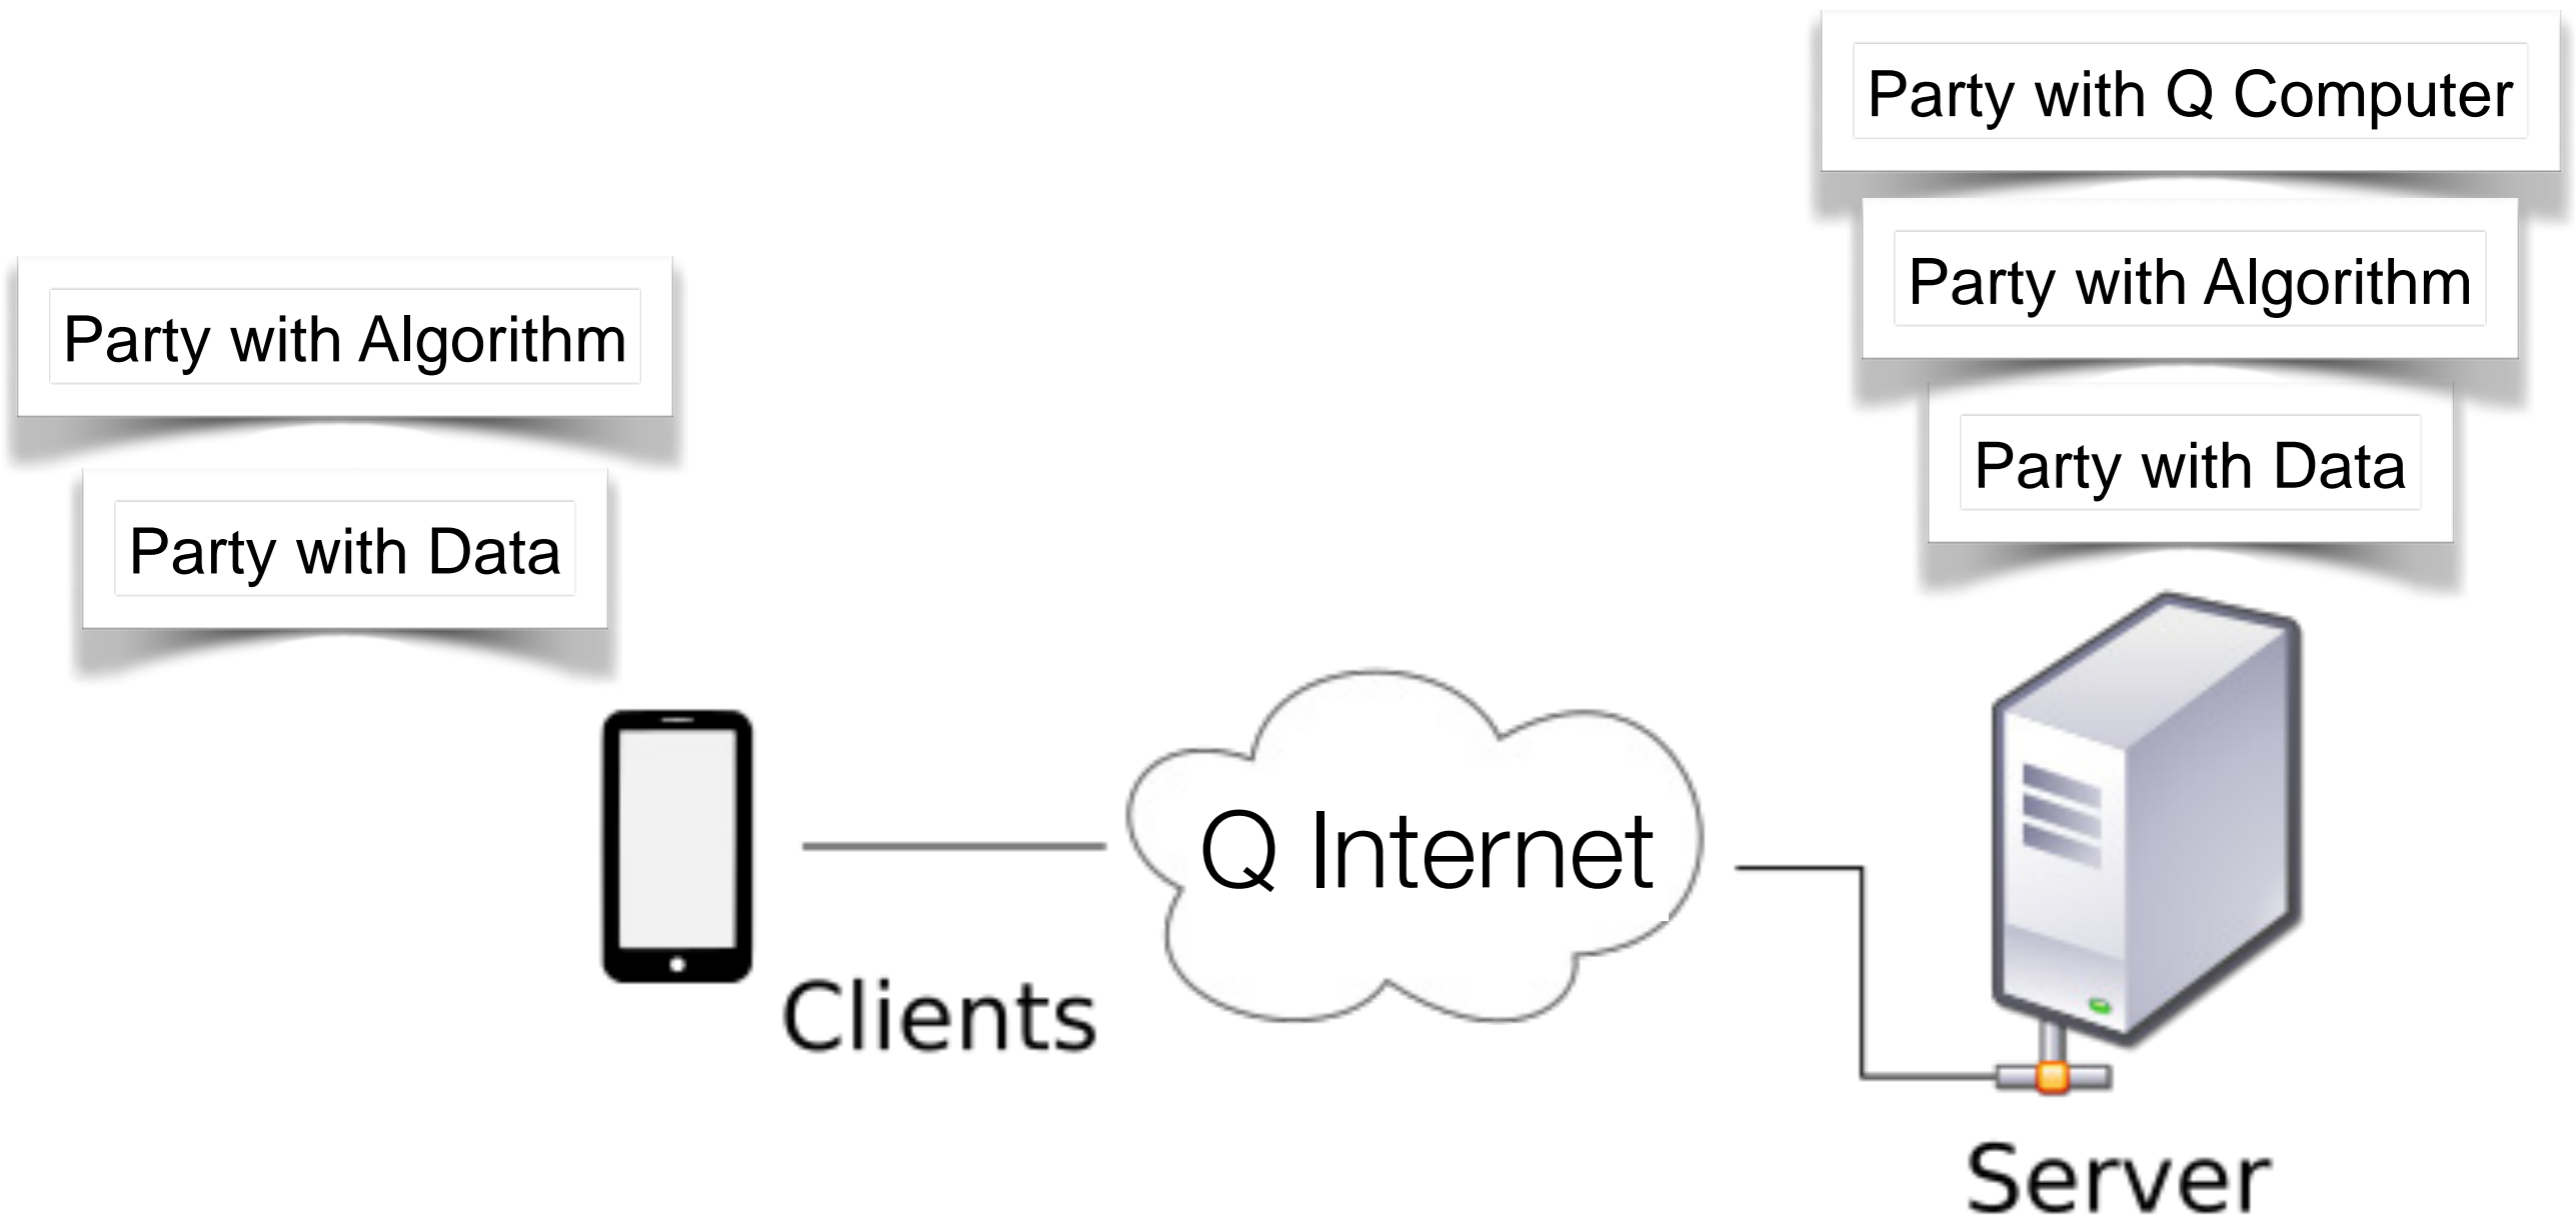 Party with Q Computer
Party with Algorithm
Party with Data
Party with Algorithm
Party with Data
Q Internet
Clients
Server